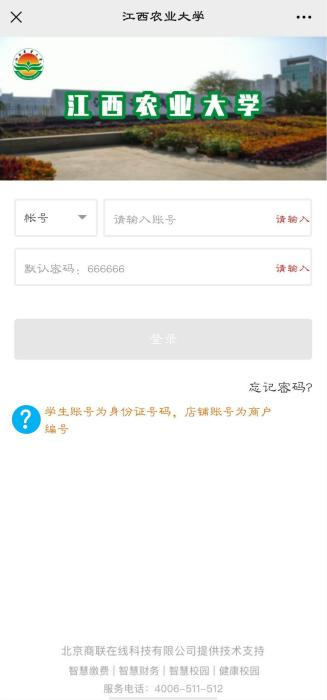 江西农业大学
江西农业大学
帐号
请输入账号
请输入
默认密码：666666
请输入
登录
忘记密码?
?
学生账号为身份证号码，店铺账号为商户
编号
北京商联在线科技有限公司提供技术支持
智慧缴费 | 智慧财务 | 智慧校园 | 健康校园
服务电话：4006-511-512